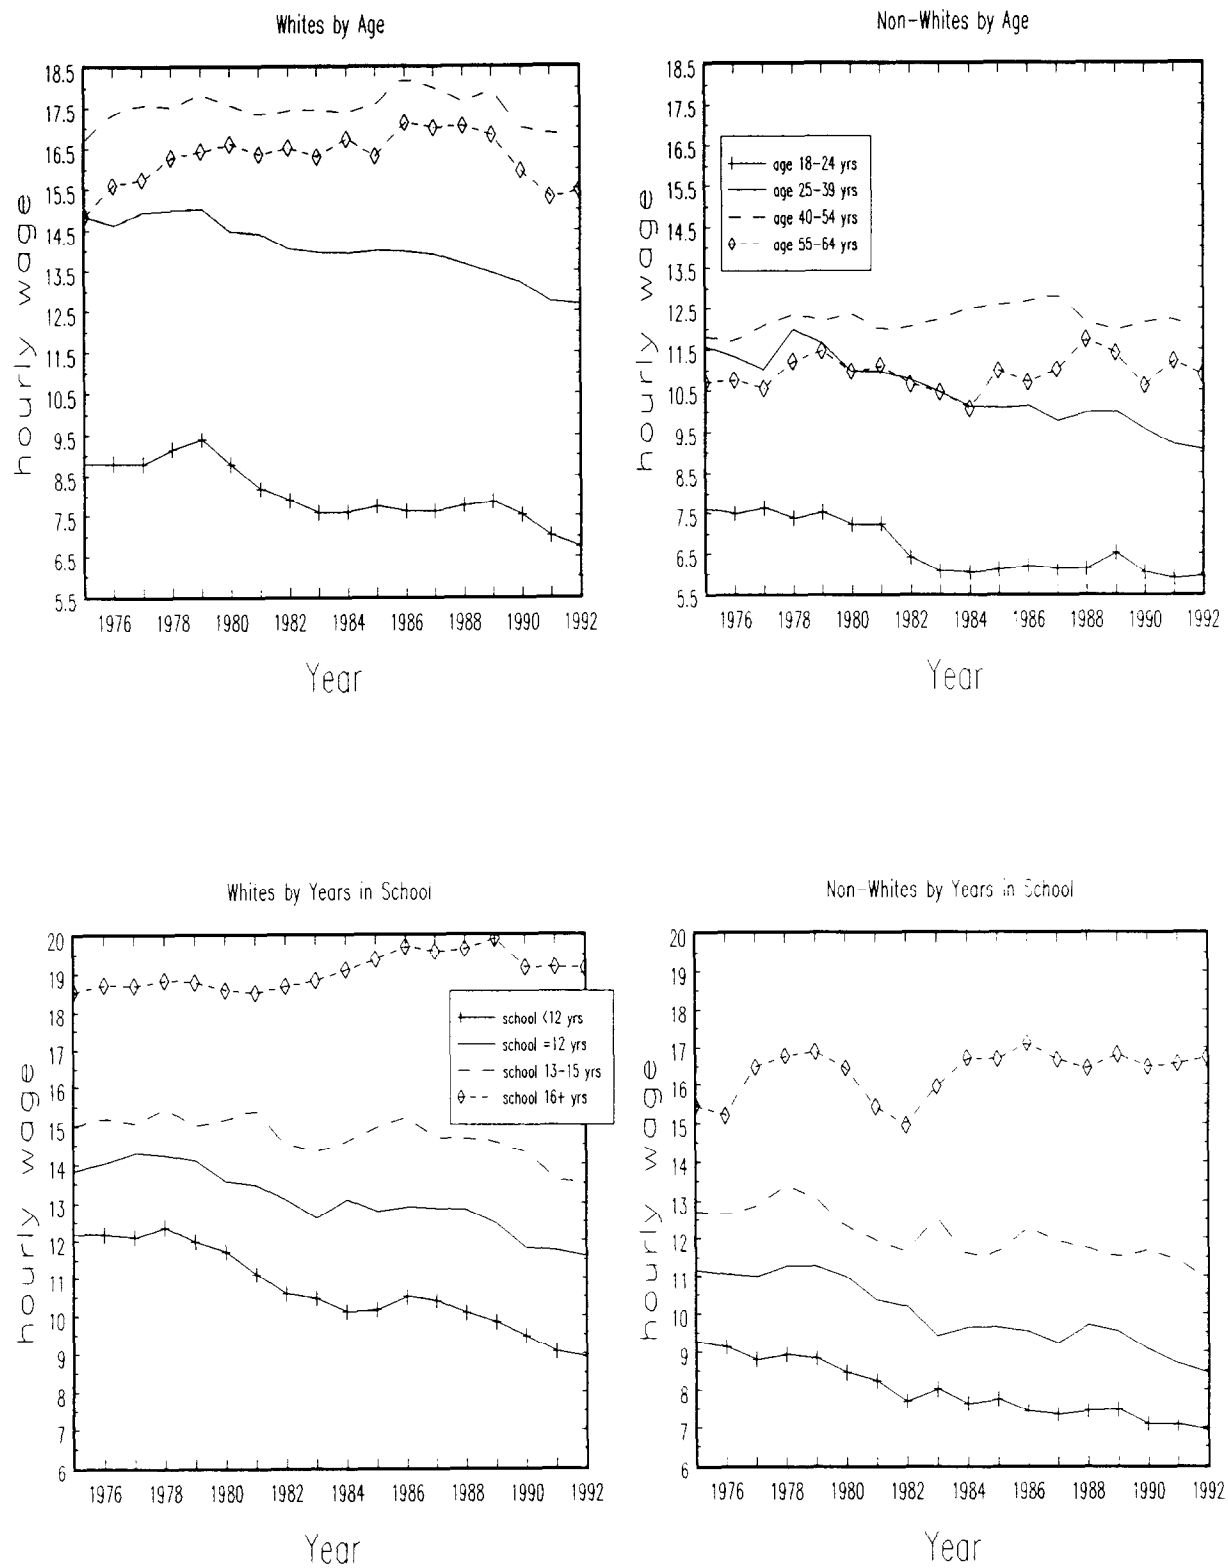 Whites by Age
18.5
17.5
16.5
15.5
14.5
13.5
12.5
11.5
10.5
9.5
8.5
7.5
6.5
5.5
hourly wage
1976 1978 1980 1982 1984 1986 1988 1990 1992
Year
Non-Whites by Age
18.5
17.5
16.5
15.5
14.5
13.5
12.5
11.5
10.5
9.5
8.5
7.5
6.5
5.5
hourly wage
age 18-24 yrs
age 25-39 yrs
age 40-54 yrs
age 55-64 yrs
1976 1978 1980 1982 1984 1986 1988 1990 1992
Year
Whites by Years in School
20
19
18
17
16
15
14
13
12
11
10
9
8
7
6
hourly wage
school <12 yrs
school =12 yrs
school 13-15 yrs
school 16+ yrs
1976 1978 1980 1982 1984 1986 1988 1990 1992
Year
Non-Whites by Years in School
20
19
18
17
16
15
14
13
12
11
10
9
8
7
6
hourly wage
1976 1978 1980 1982 1984 1986 1988 1990 1992
Year